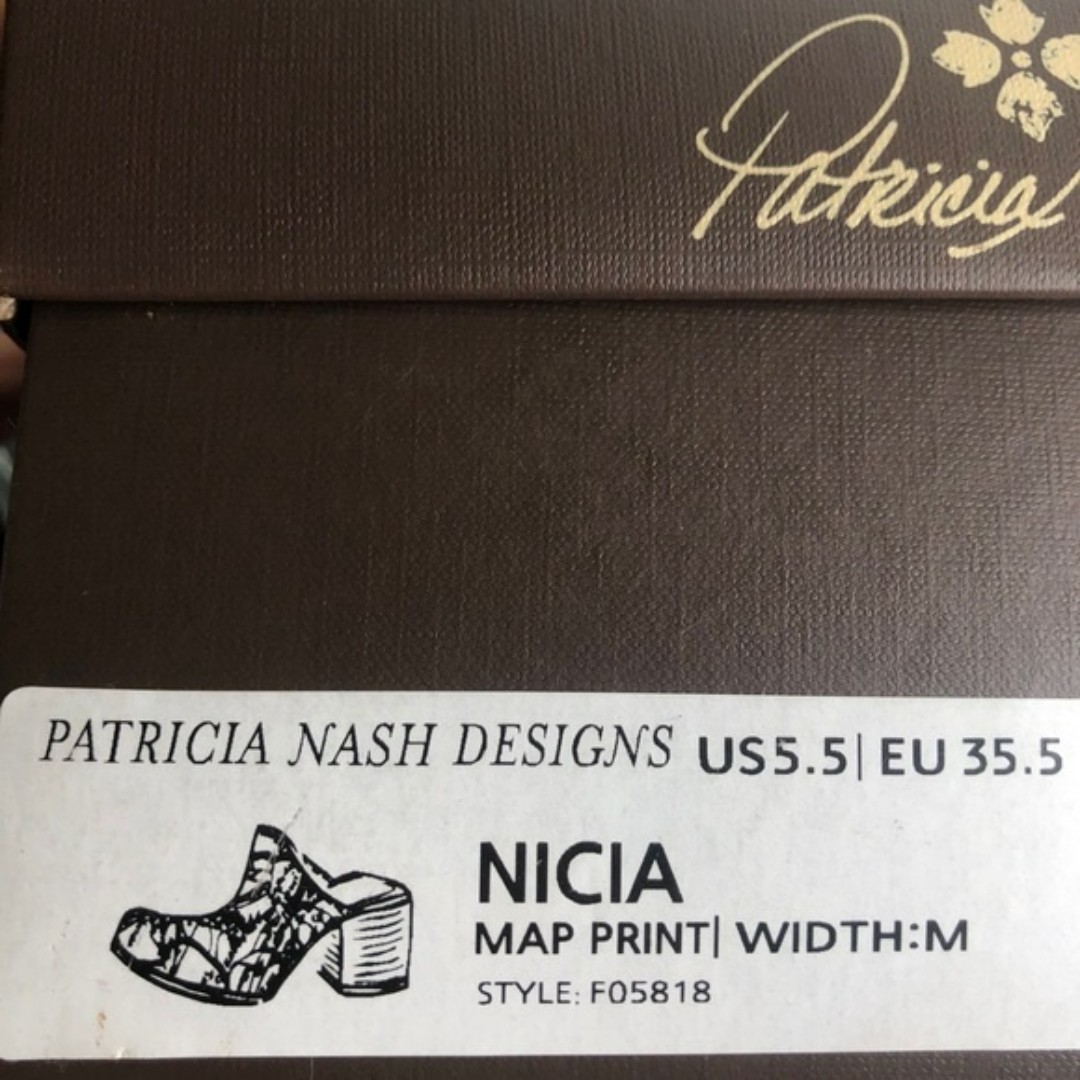 Patricia
PATRICIA NASH DESIGNS US5.5| EU 35.5
NICIA
MAP PRINT| WIDTH:M
STYLE: F05818